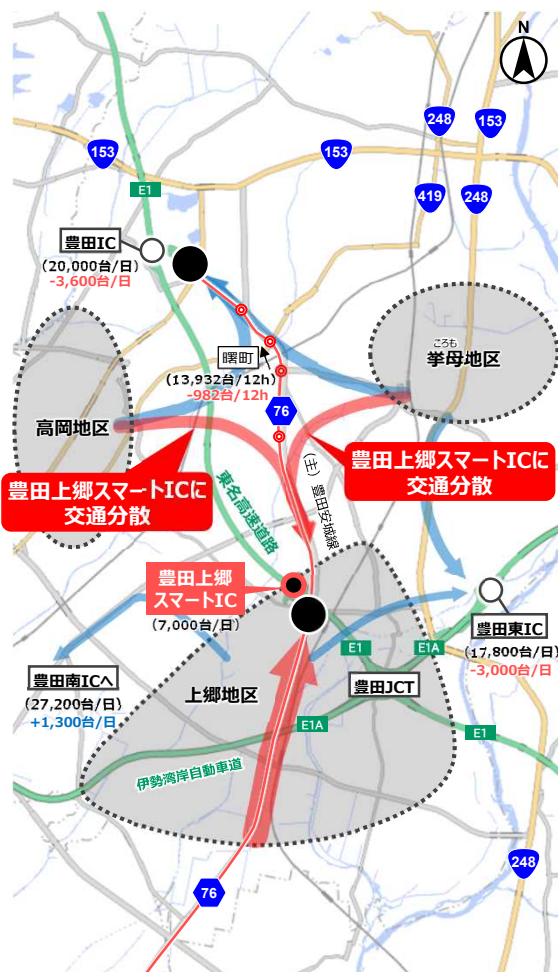 N
248
153
153
153
419
248
E1
豊田IC
(20,000台/日)
-3,600台/日
ころも
挙母地区
曙町
(13,932台/12h)
-982台/12h
76
高岡地区
豊田上郷スマートICに
交通分散
豊田上郷スマートICに
交通分散
(主)豊田安城線
東名高速道路
豊田上郷
スマートIC
(7,000台/日)
豊田東IC
(17,800台/日)
-3,000台/日
E1
E1A
豊田南ICへ
(27,200台/日)
+1,300台/日
上郷地区
豊田JCT
E1A
E1
伊勢湾岸自動車道
248
76